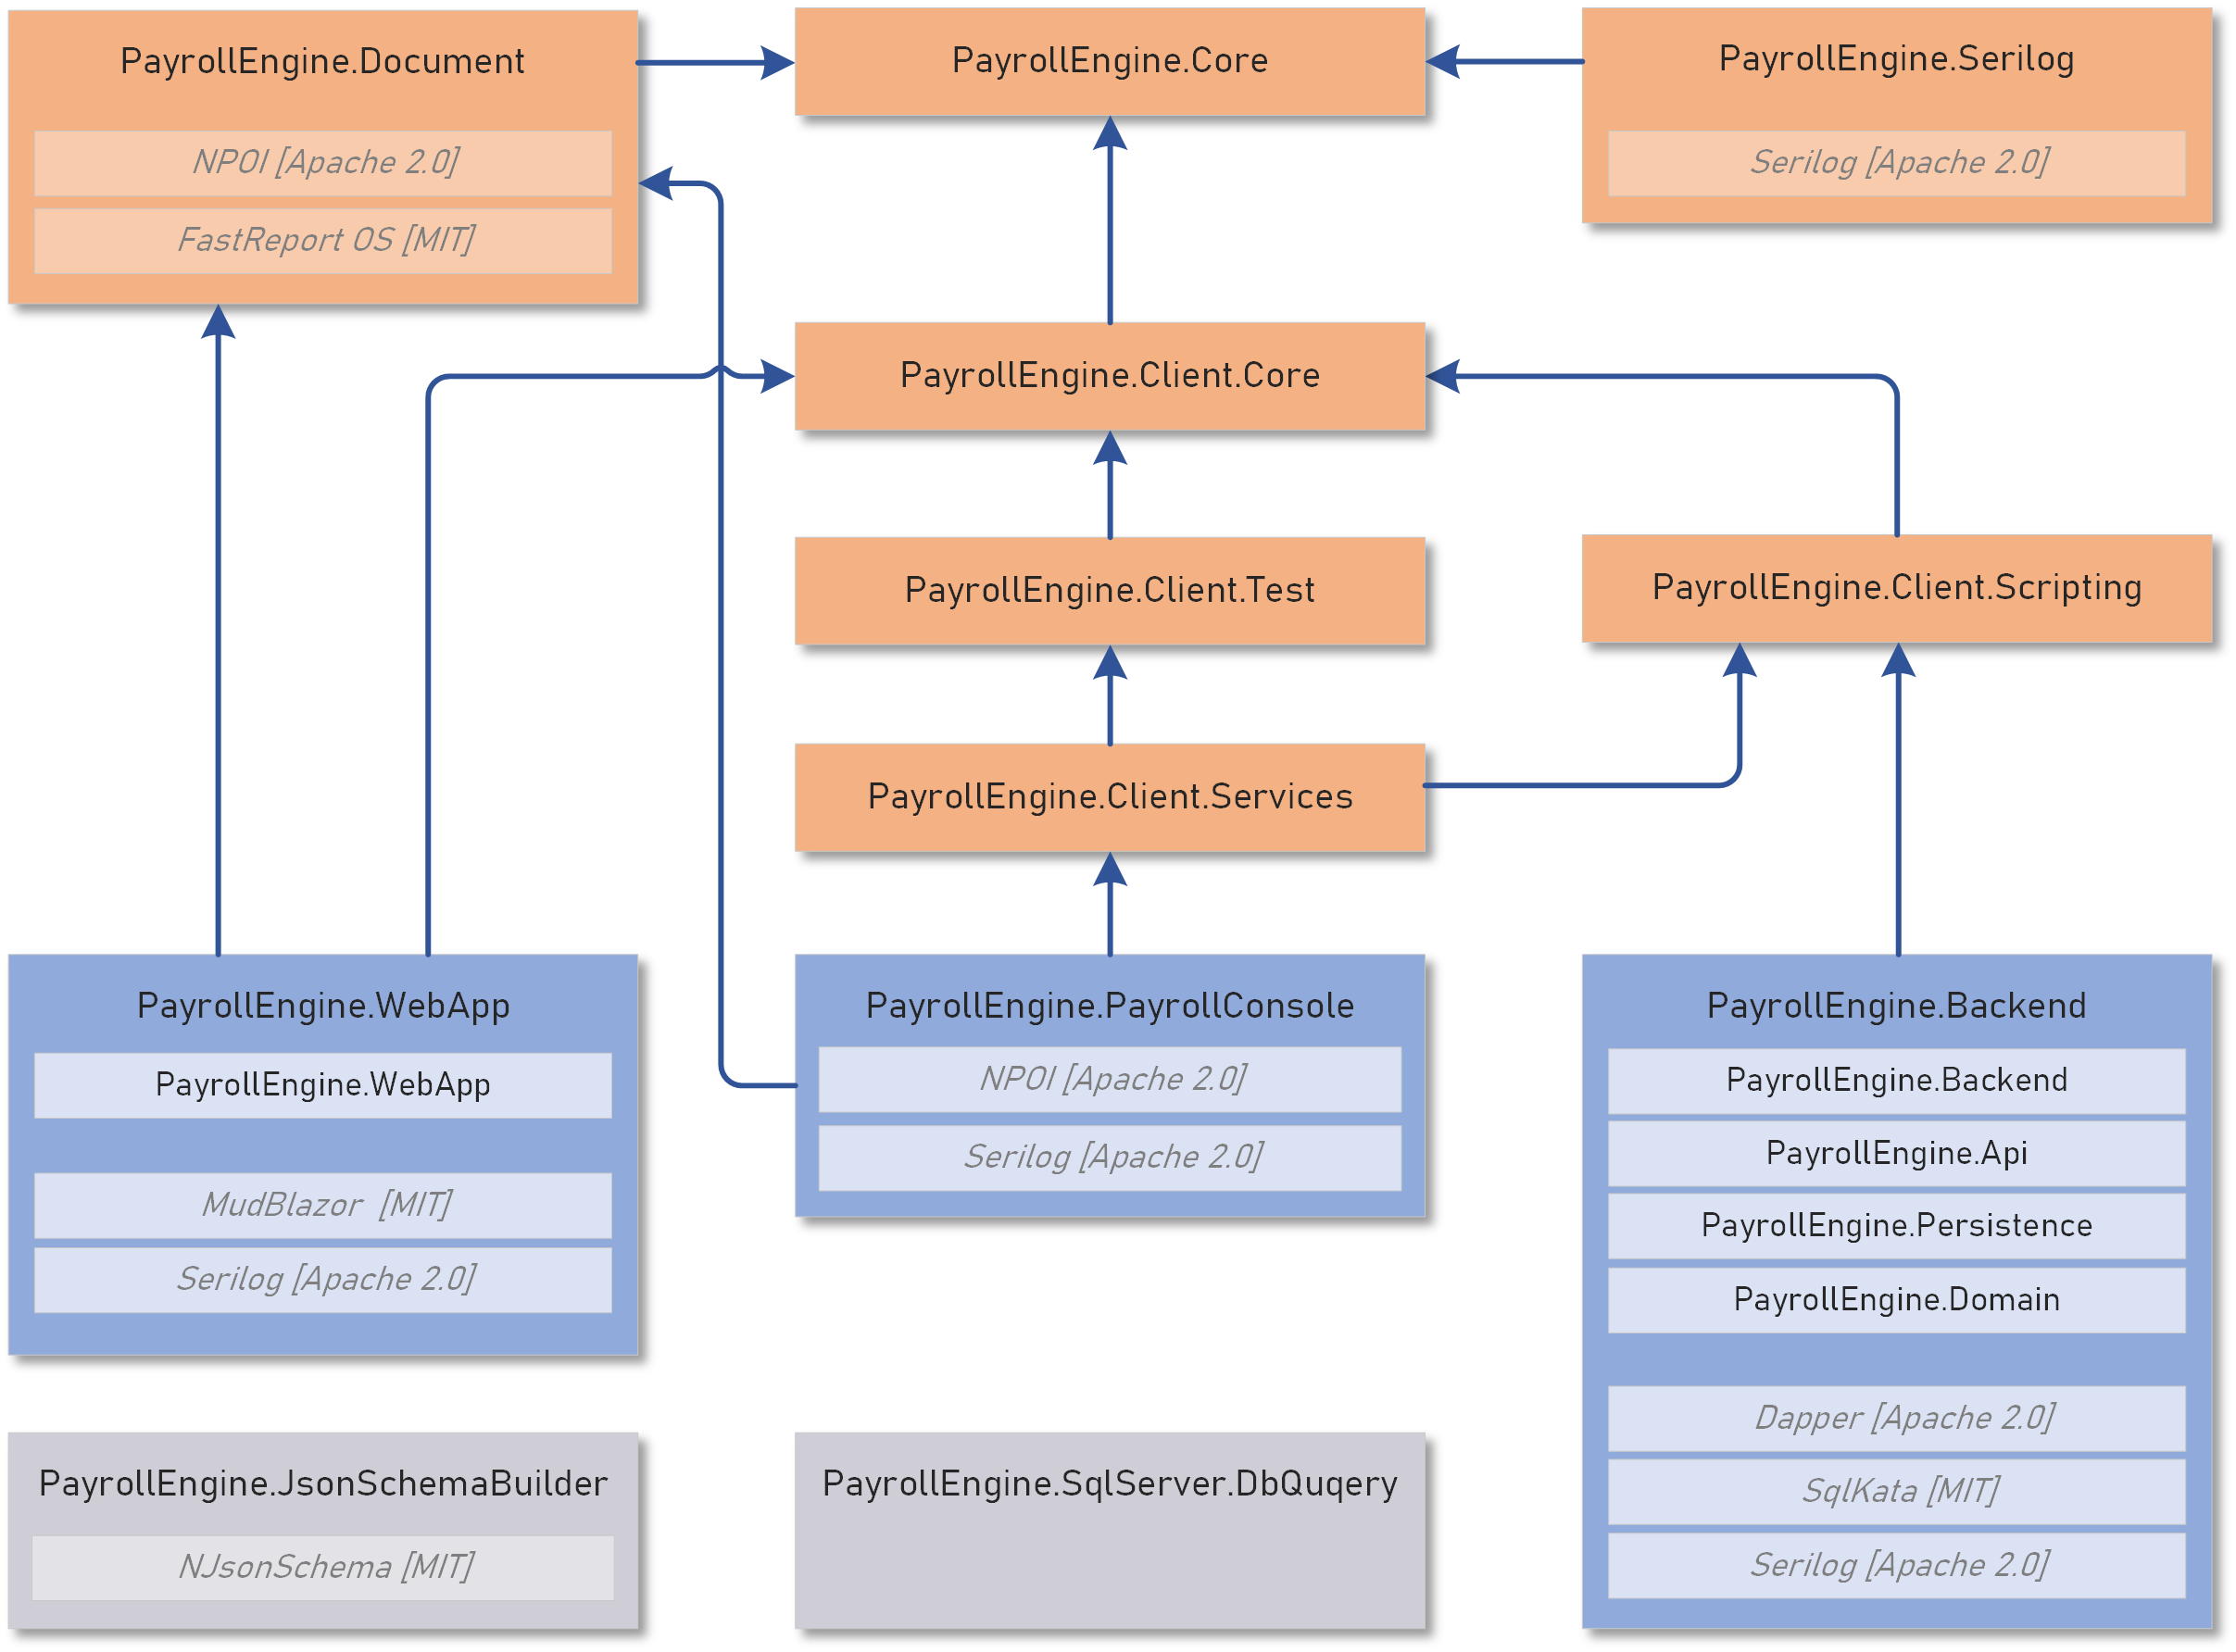 PayrollEngine.Document
NPOI [Apache 2.0]
FastReport OS [MIT]
PayrollEngine.Core
PayrollEngine.Serilog
Serilog [Apache 2.0]
PayrollEngine.Client.Core
PayrollEngine.Client.Test
PayrollEngine.Client.Scripting
PayrollEngine.Client.Services
PayrollEngine.WebApp
PayrollEngine.WebApp
MudBlazor [MIT]
Serilog [Apache 2.0]
PayrollEngine.PayrollConsole
NPOI [Apache 2.0]
Serilog [Apache 2.0]
PayrollEngine.Backend
PayrollEngine.Backend
PayrollEngine.Api
PayrollEngine.Persistence
PayrollEngine.Domain
Dapper [Apache 2.0]
SqlKata [MIT]
Serilog [Apache 2.0]
PayrollEngine.JsonSchemaBuilder
NJsonSchema [MIT]
PayrollEngine.SqlServer.DbQuqery